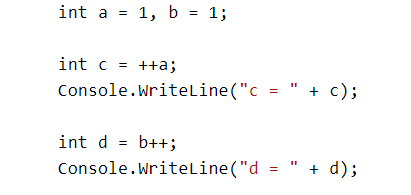 int a = 1, b = 1;
int c = ++a;
Console.WriteLine("c = " + c);
int d = b++;
Console.WriteLine("d = " + d);